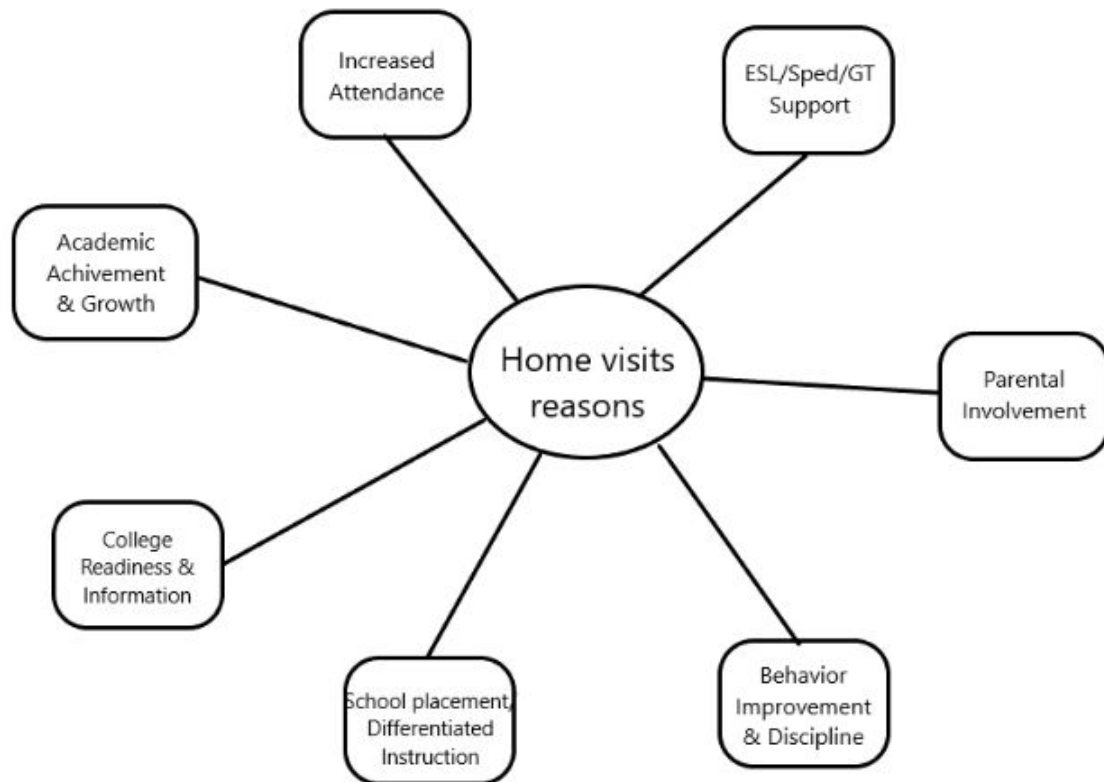 Increased
Attendance
ESL/Sped/GT
Support
Academic
Achivement
& Growth
Home visits
reasons
Parental
Involvement
College
Readiness &
Information
School placement,
Differentiated
Instruction
Behavior
Improvement
& Discipline